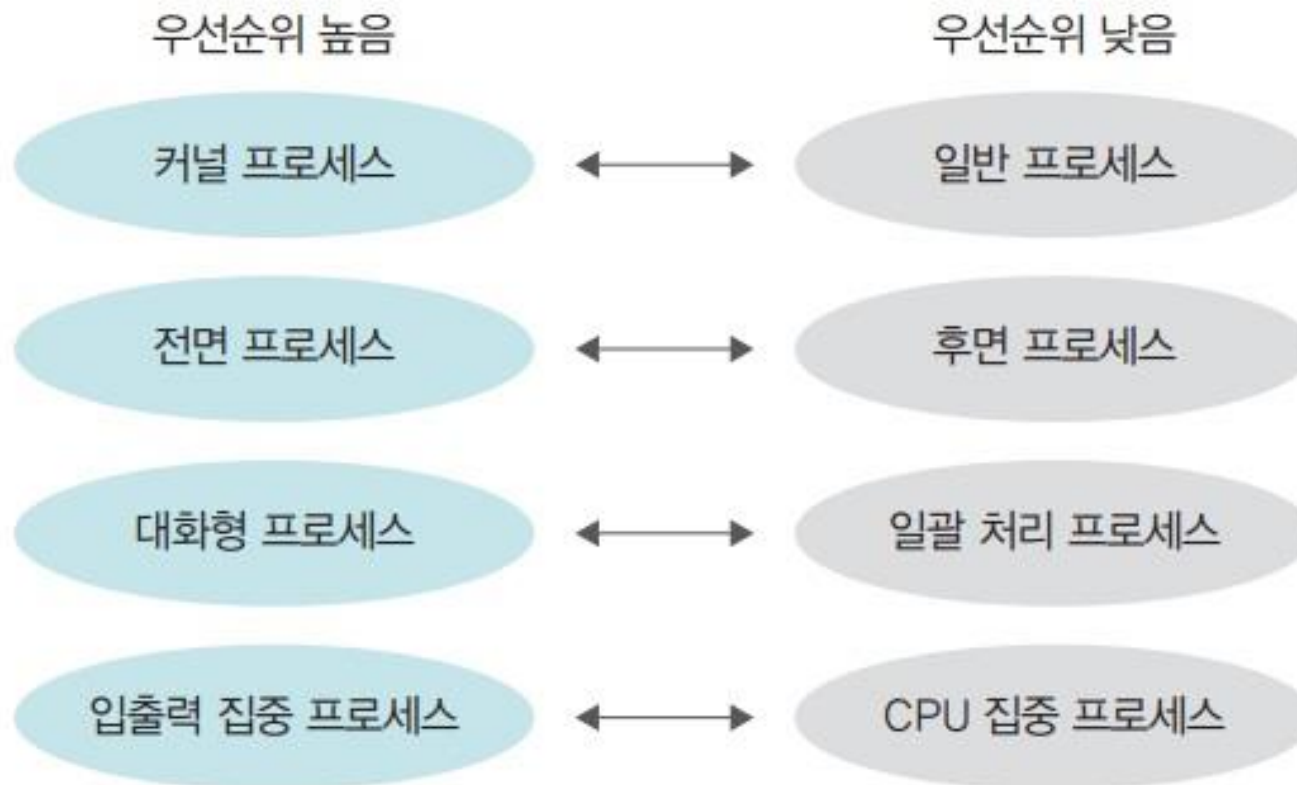 우선순위 높음 우선순위 낮음
커널 프로세스 일반 프로세스
전면 프로세스 후면 프로세스
대화형 프로세스 일괄 처리 프로세스
입출력 집중 프로세스 CPU 집중 프로세스